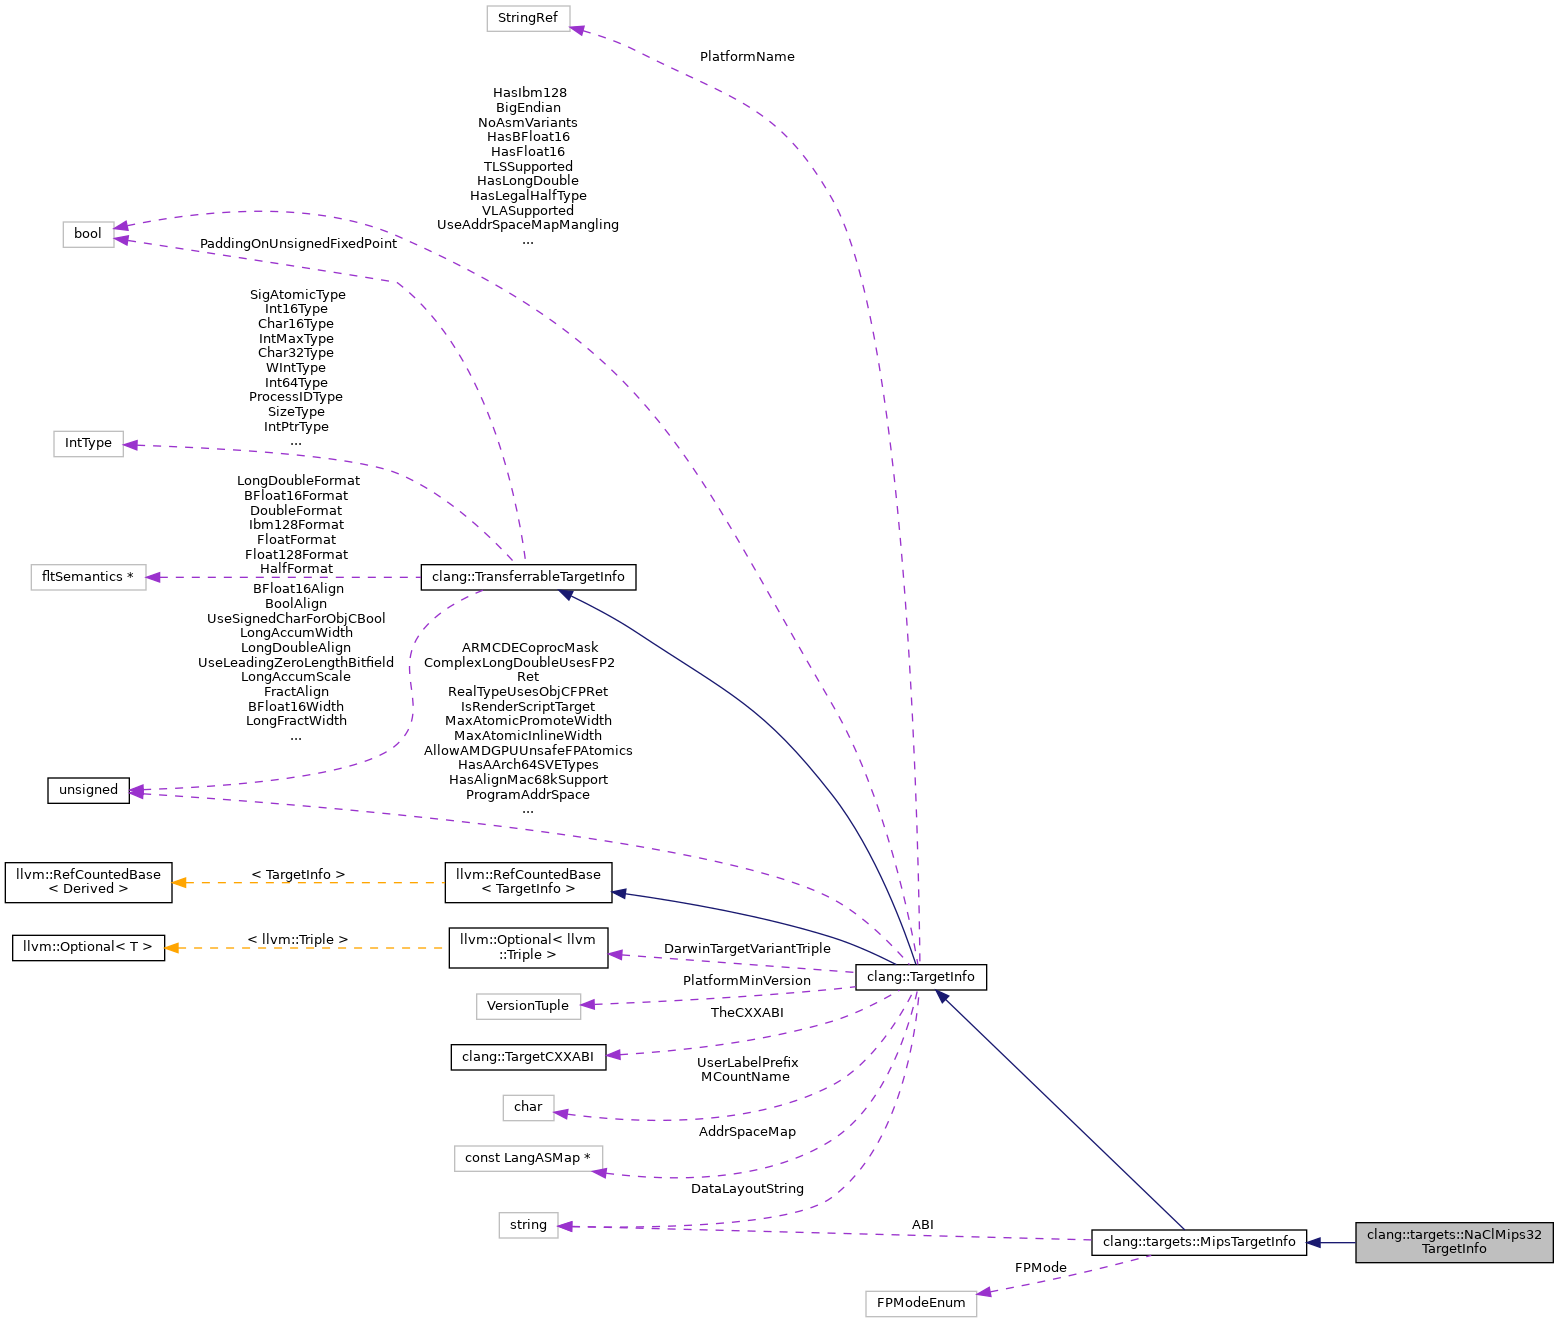 StringRef
PlatformName
HasIbm128
BigEndian
NoAsmVariants
HasBFloat16
HasFloat16
TLSSupported
HasLongDouble
HasLegalHalfType
VLASupported
UseAddrSpaceMapMangling
...
bool
PaddingOnUnsignedFixedPoint
SigAtomicType
Int16Type
Char16Type
IntMaxType
Char32Type
WIntType
Int64Type
ProcessIDType
SizeType
IntPtrType
...
IntType
LongDoubleFormat
BFloat16Format
DoubleFormat
Ibm128Format
FloatFormat
Float128Format
HalfFormat
fltSemantics *
clang::TransferrableTargetInfo
BFloat16Align
BoolAlign
UseSignedCharForObjCBool
LongAccumWidth
LongDoubleAlign
UseLeadingZeroLengthBitfield
LongAccumScale
FractAlign
BFloat16Width
LongFractWidth
...
ARMCDECoprocMask
ComplexLongDoubleUsesFP2
Ret
RealTypeUsesObjCFPRet
IsRenderScriptTarget
MaxAtomicPromoteWidth
MaxAtomicInlineWidth
AllowAMDGPUUnsafeFPAtomics
HasAArch64SVETypes
HasAlignMac68kSupport
ProgramAddrSpace
...
unsigned
llvm::RefCountedBase
< Derived >
< TargetInfo >
llvm::RefCountedBase
< TargetInfo >
llvm::Optional< T >
< llvm::Triple >
llvm::Optional< llvm
::Triple >
DarwinTargetVariantTriple
clang::TargetInfo
PlatformMinVersion
VersionTuple
TheCXXABI
clang::TargetCXXABI
UserLabelPrefix
MCountName
char
AddrSpaceMap
const LangASMap *
DataLayoutString
string
ABI
clang::targets::MipsTargetInfo
clang::targets::NaClMips32
TargetInfo
FPMode
FPModeEnum